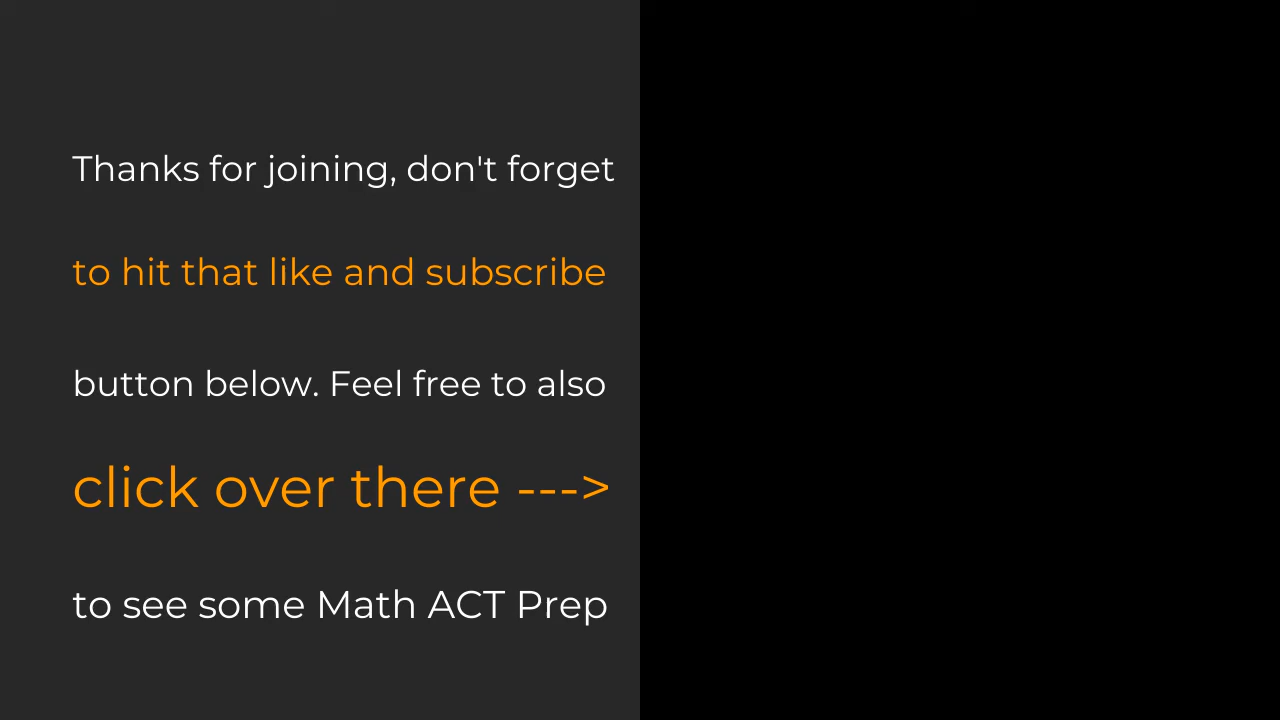 Thanks for joining, don't forget
to hit that like and subscribe
button below. Feel free to also
click over there --->
to see some Math ACT Prep